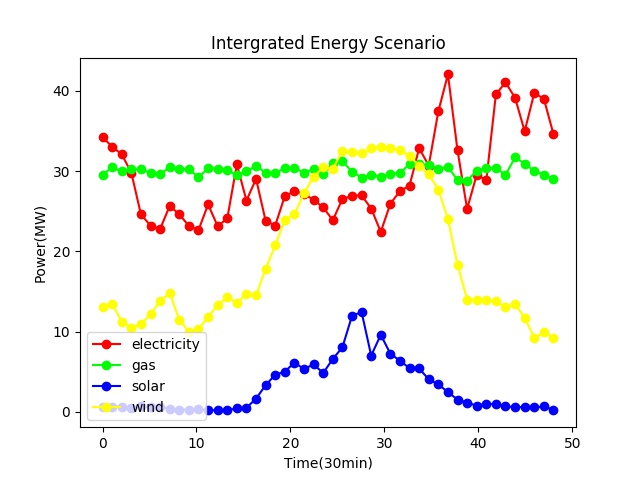 Intergrated Energy Scenario
Power(MW)
40
30
20
10
0
electricity
gas
solar
wind
0 10 20 30 40 50
Time(30min)